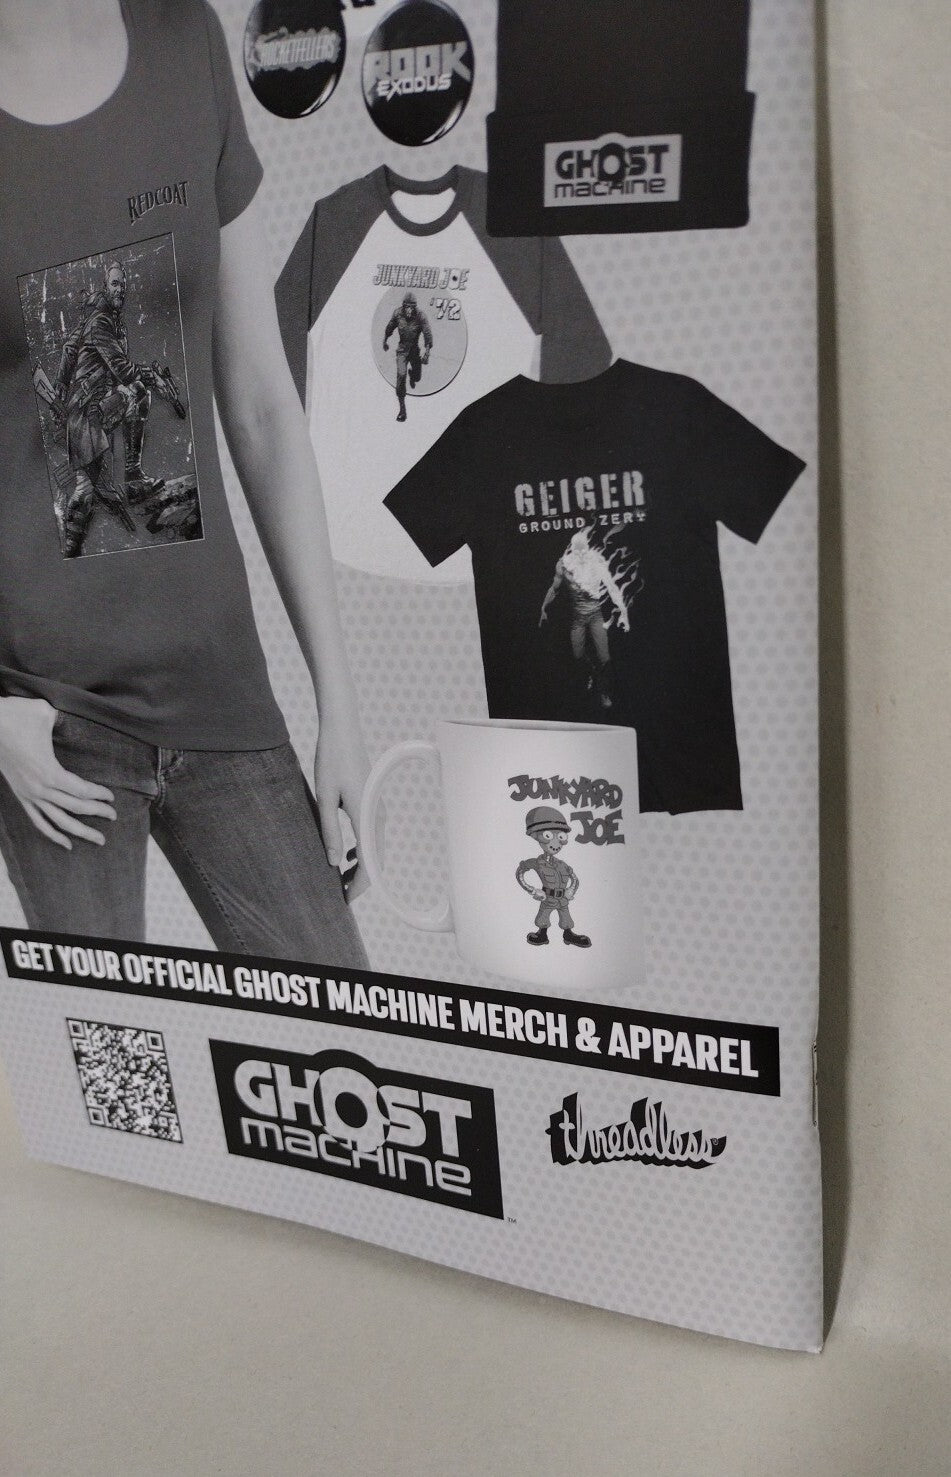 ROCKETFELLERS
ROOK
EXODUS
GHOST
machine
REDCOAT
JUNKYARD JOE
'72
GEIGER
GROUND ZERO
JUNKYARD
JOE
GET YOUR OFFICIAL GHOST MACHINE MERCH & APPAREL
GHOST
machine
TM
threadless